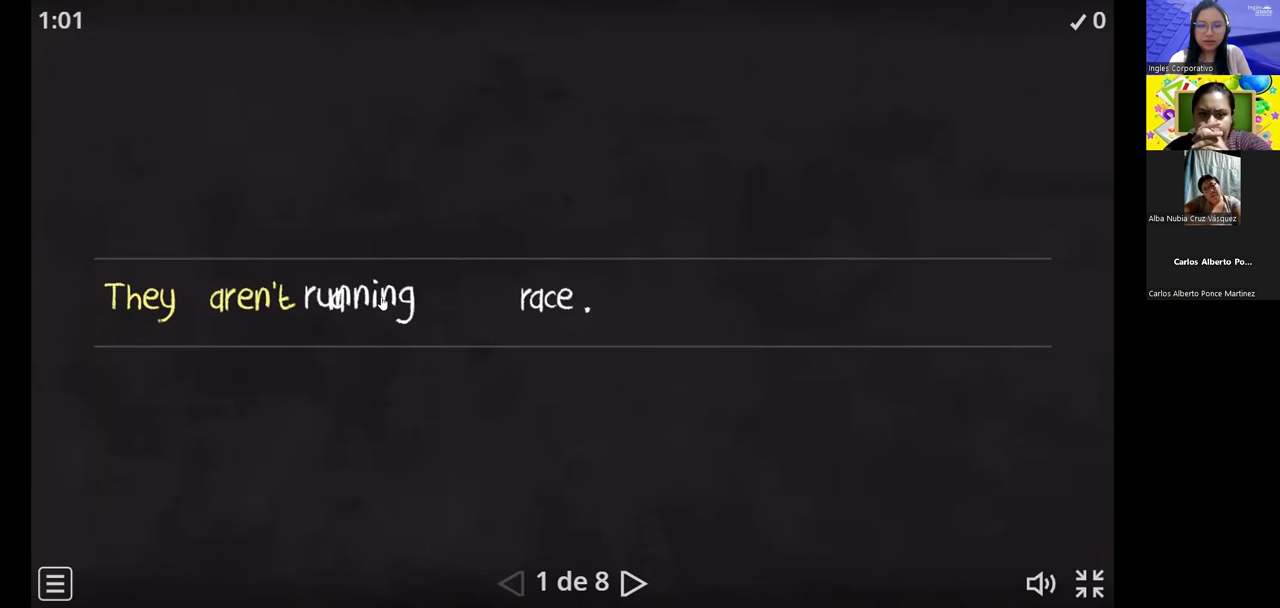 1:01
✓ 0
They aren't running a race .
1 de 8
Ingles Corporativo
Alba Nubia Cruz Vásquez
Carlos Alberto Po...
Carlos Alberto Ponce Martinez